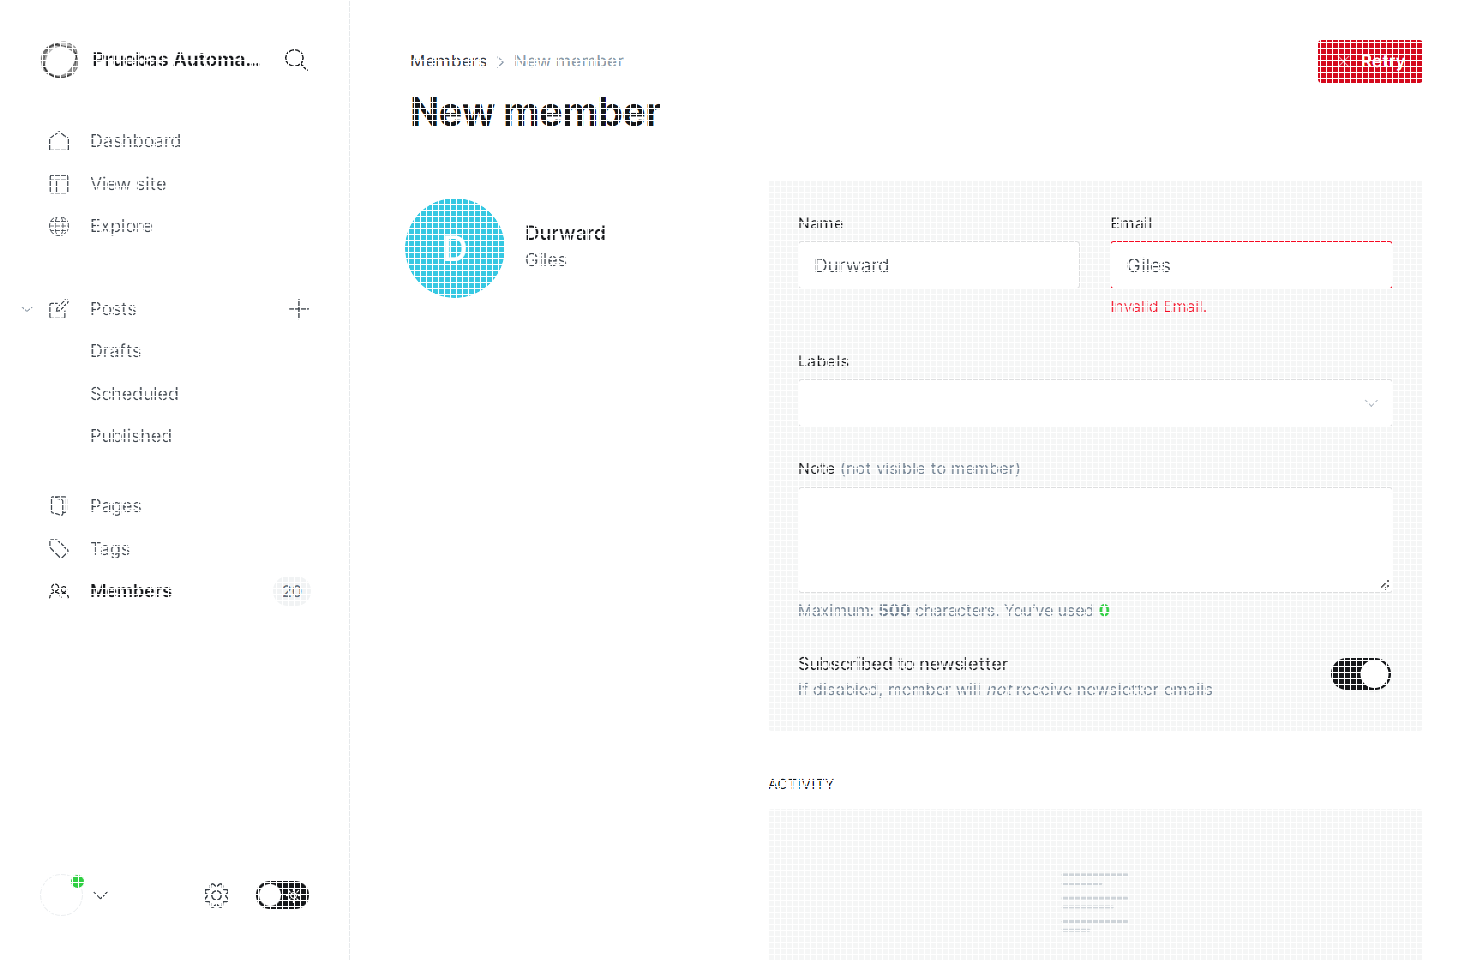 Pruebas Automa...
Dashboard
View site
Explore
Posts
Drafts
Scheduled
Published
Pages
Tags
Members
20
Members > New member
Retry
New member
D
Durward
Giles
Name
Email
Durward
Giles
Invalid Email.
Labels
Note (not visible to member)
Maximum: 500 characters. You've used 0
Subscribed to newsletter
If disabled, member will not receive newsletter emails
ACTIVITY